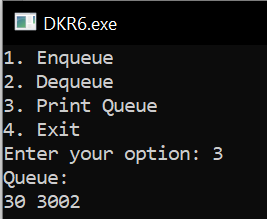 DKR6.exe
1. Enqueue
2. Dequeue
3. Print Queue
4. Exit
Enter your option: 3
Queue:
30 3002